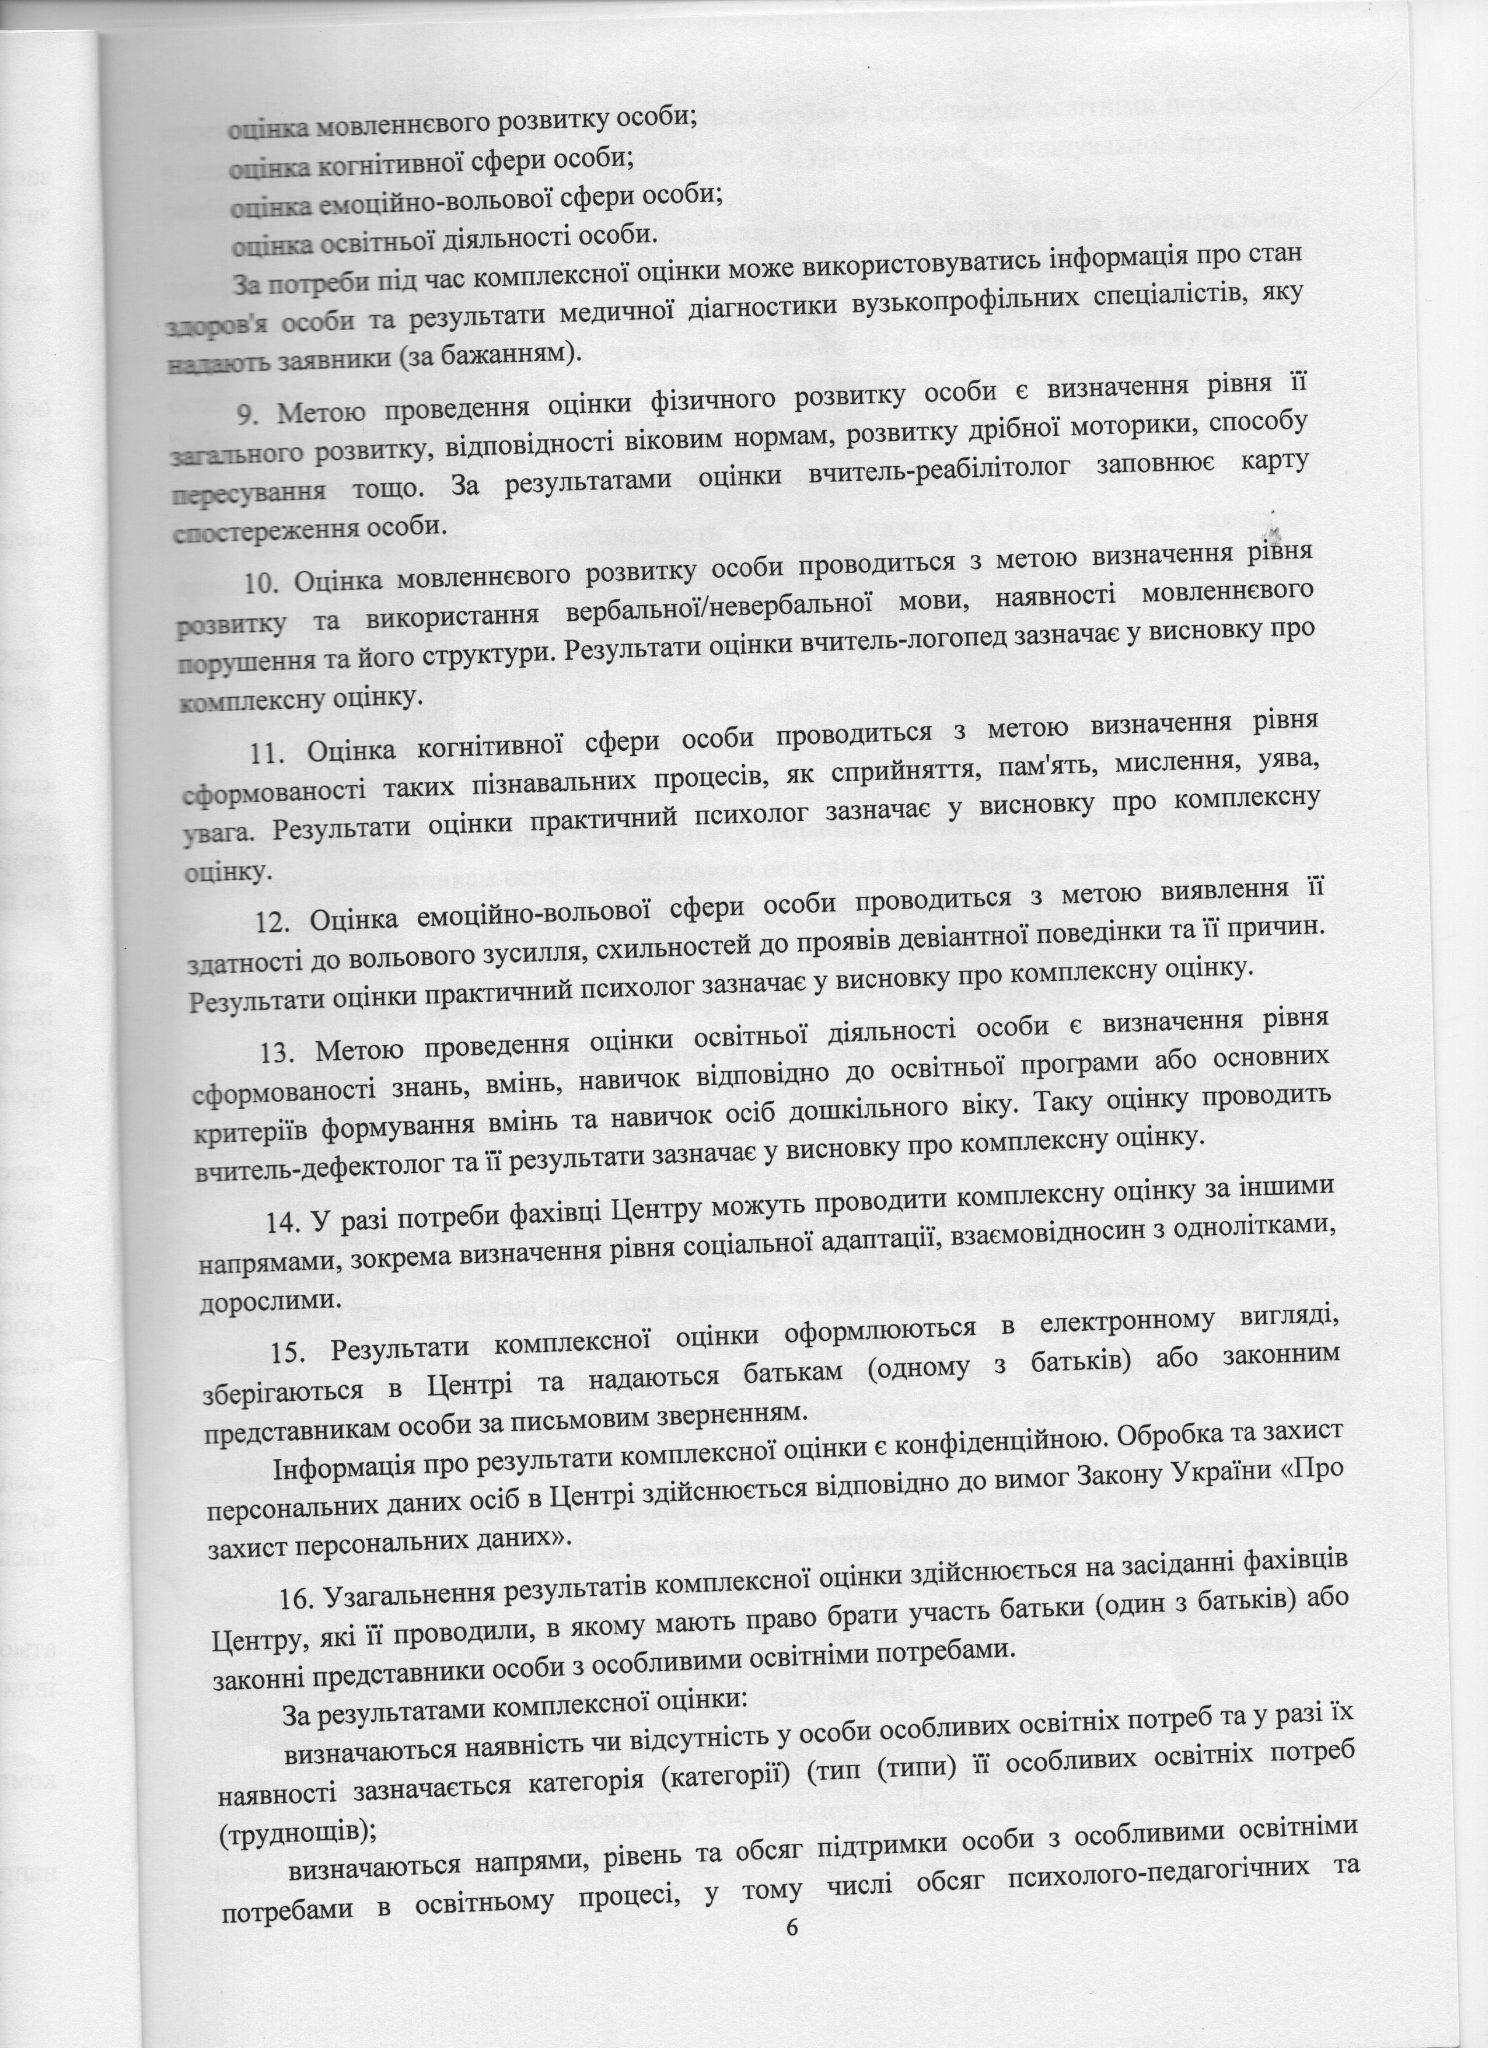 оцінка мовленнєвого розвитку особи;
оцінка когнітивної сфери особи;
оцінка емоційно-вольової сфери особи;
оцінка освітньої діяльності особи.
За потреби під час комплексної оцінки може використовуватись інформація про стан
здоров'я особи та результати медичної діагностики вузькопрофільних спеціалістів, яку
надають заявники (за бажанням).
9. Метою проведення оцінки фізичного розвитку особи є визначення рівня її
загального розвитку, відповідності віковим нормам, розвитку дрібної моторики, способу
пересування тощо. За результатами оцінки вчитель-реабілітолог заповнює карту
спостереження особи.
10. Оцінка мовленнєвого розвитку особи проводиться з метою визначення рівня
розвитку та використання вербальної/невербальної мови, наявності мовленнєвого
порушення та його структури. Результати оцінки вчитель-логопед зазначає у висновку про
комплексну оцінку.
11. Оцінка когнітивної сфери особи проводиться з метою визначення рівня
сформованості таких пізнавальних процесів, як сприйняття, пам'ять, мислення, уява,
увага. Результати оцінки практичний психолог зазначає у висновку про комплексну
оцінку.
12. Оцінка емоційно-вольової сфери особи проводиться з метою виявлення її
здатності до вольового зусилля, схильностей до проявів девіантної поведінки та її причин.
Результати оцінки практичний психолог зазначає у висновку про комплексну оцінку.
13. Метою проведення оцінки освітньої діяльності особи є визначення рівня
сформованості знань, вмінь, навичок відповідно до освітньої програми або основних
критеріїв формування вмінь та навичок осіб дошкільного віку. Таку оцінку проводить
вчитель-дефектолог та її результати зазначає у висновку про комплексну оцінку.
14. У разі потреби фахівці Центру можуть проводити комплексну оцінку за іншими
напрямами, зокрема визначення рівня соціальної адаптації, взаємовідносин з однолітками,
дорослими.
15. Результати комплексної оцінки оформлюються в електронному вигляді,
зберігаються в Центрі та надаються батькам (одному з батьків) або законним
представникам особи за письмовим зверненням.
Інформація про результати комплексної оцінки є конфіденційною. Обробка та захист
персональних даних осіб в Центрі здійснюється відповідно до вимог Закону України «Про
захист персональних даних».
16. Узагальнення результатів комплексної оцінки здійснюється на засіданні фахівців
Центру, які її проводили, в якому мають право брати участь батьки (один з батьків) або
законні представники особи з особливими освітніми потребами.
За результатами комплексної оцінки:
визначаються наявність чи відсутність у особи особливих освітніх потреб та у разі їх
наявності зазначається категорія (категорії) (тип (типи) її особливих освітніх потреб
(труднощів);
визначаються напрями, рівень та обсяг підтримки особи з особливими освітніми
потребами в освітньому процесі, у тому числі обсяг психолого-педагогічних та
6